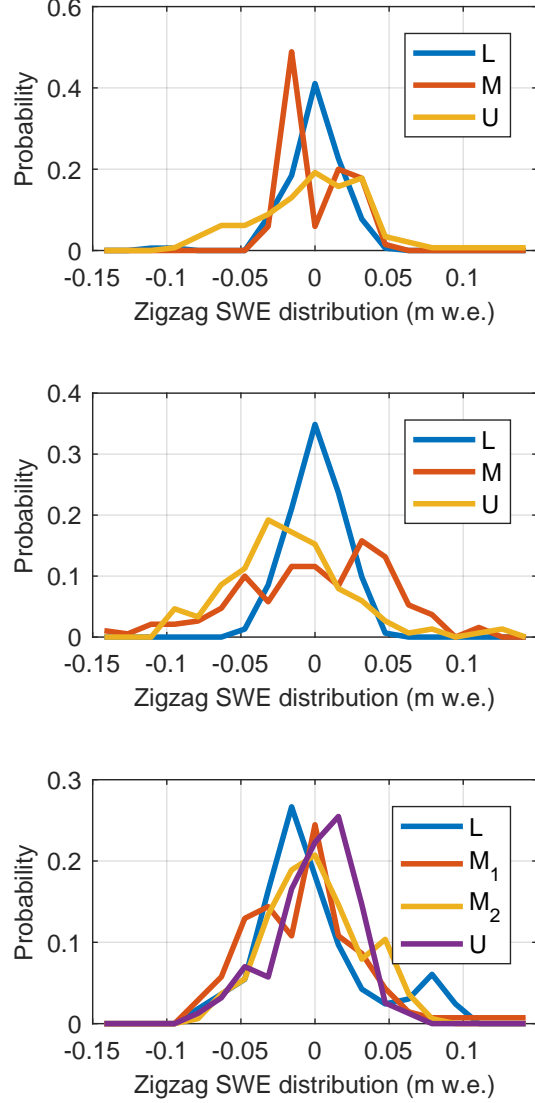 0.6
0.4
0.2
0
Probability
L
M
U
-0.15 -0.1 -0.05 0 0.05 0.1
Zigzag SWE distribution (m w.e.)
0.4
0.3
0.2
0.1
0
Probability
L
M
U
-0.15 -0.1 -0.05 0 0.05 0.1
Zigzag SWE distribution (m w.e.)
0.3
0.2
0.1
0
Probability
L
M₁
M₂
U
-0.15 -0.1 -0.05 0 0.05 0.1
Zigzag SWE distribution (m w.e.)